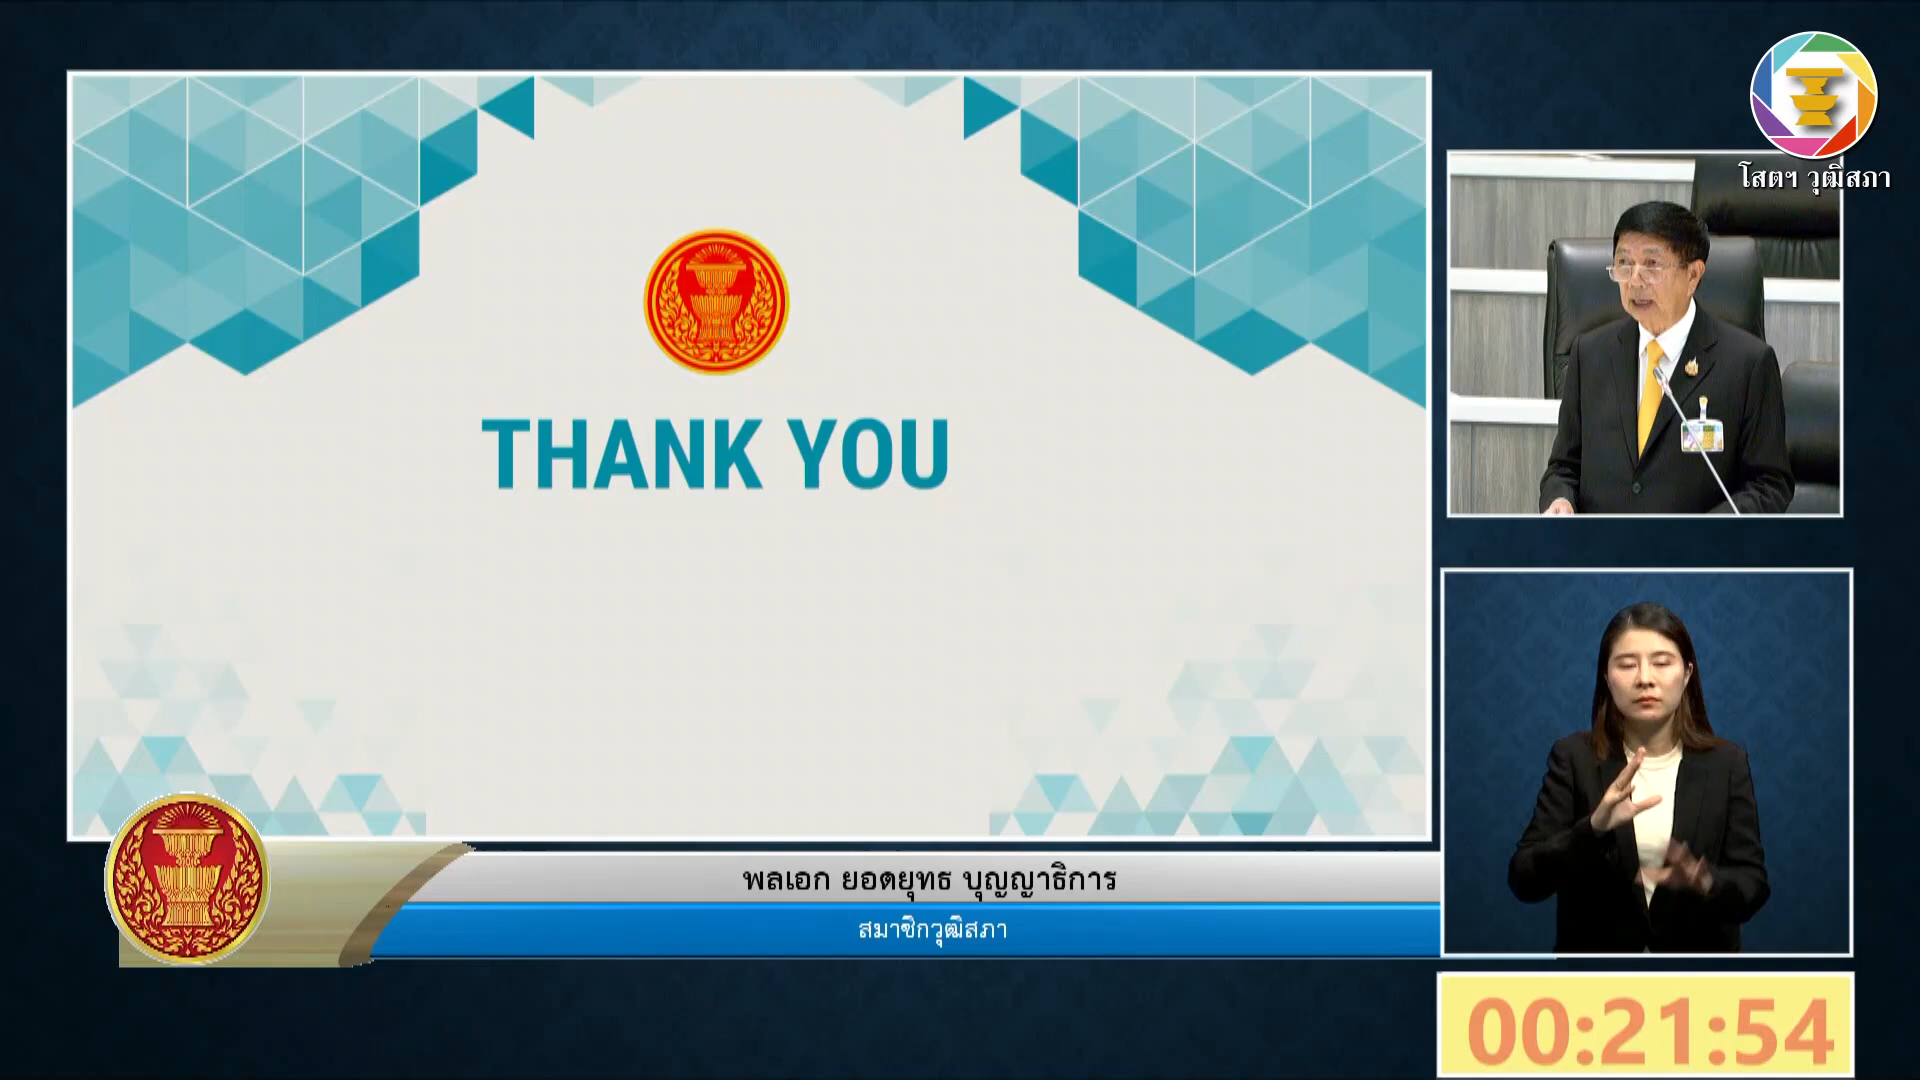 โสตฯ วุฒิสภา
THANK YOU
พลเอก ยอดยุทธ บุญญาธิการ
สมาชิกวุฒิสภา
00:21:54